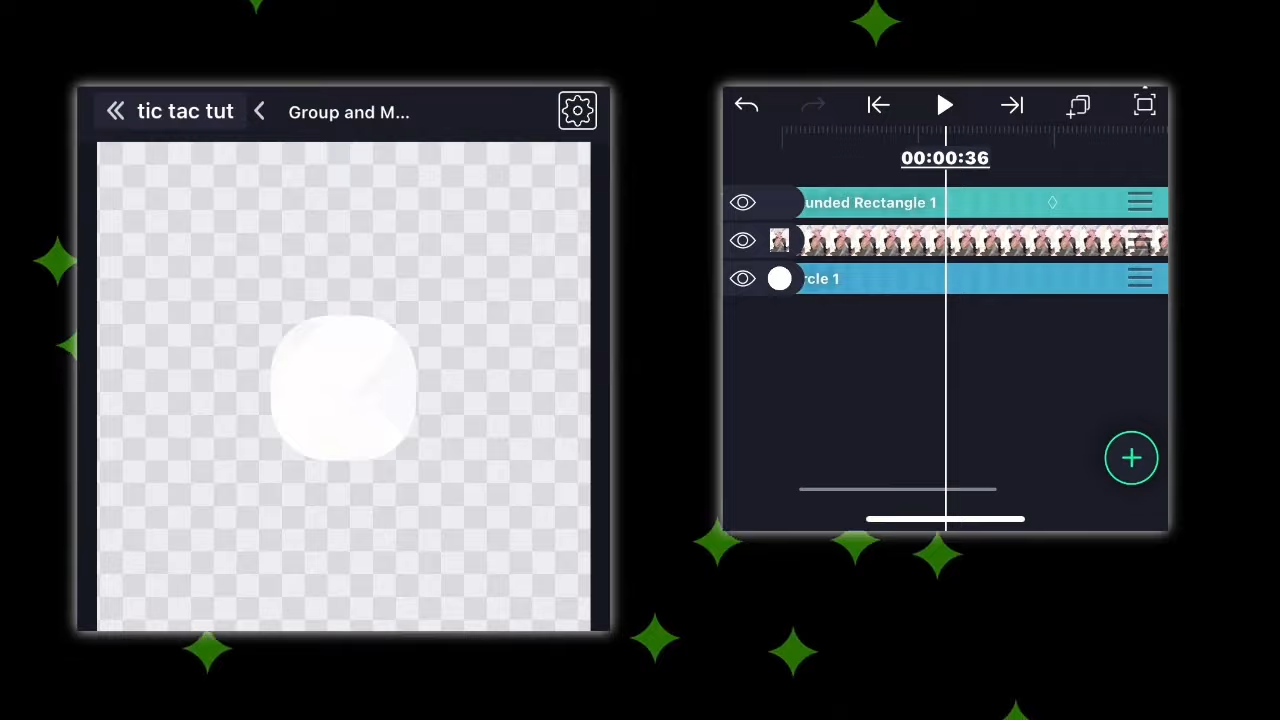 tic tac tut
Group and M...
00:00:36
unded Rectangle 1
rcle 1